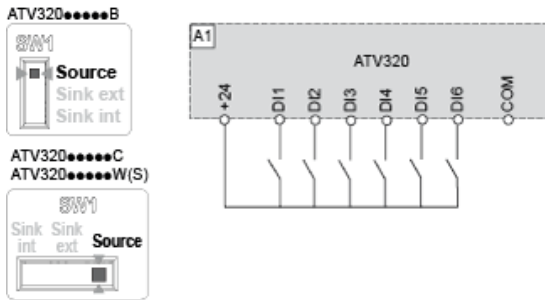 ATV320●●●●●B
SW1
Source
Sink ext
Sink int
ATV320●●●●●C
ATV320●●●●●W(S)
SW1
Sink int
Sink ext
Source
A1
ATV320
+24 DI1 DI2 DI3 DI4 DI5 DI6 COM